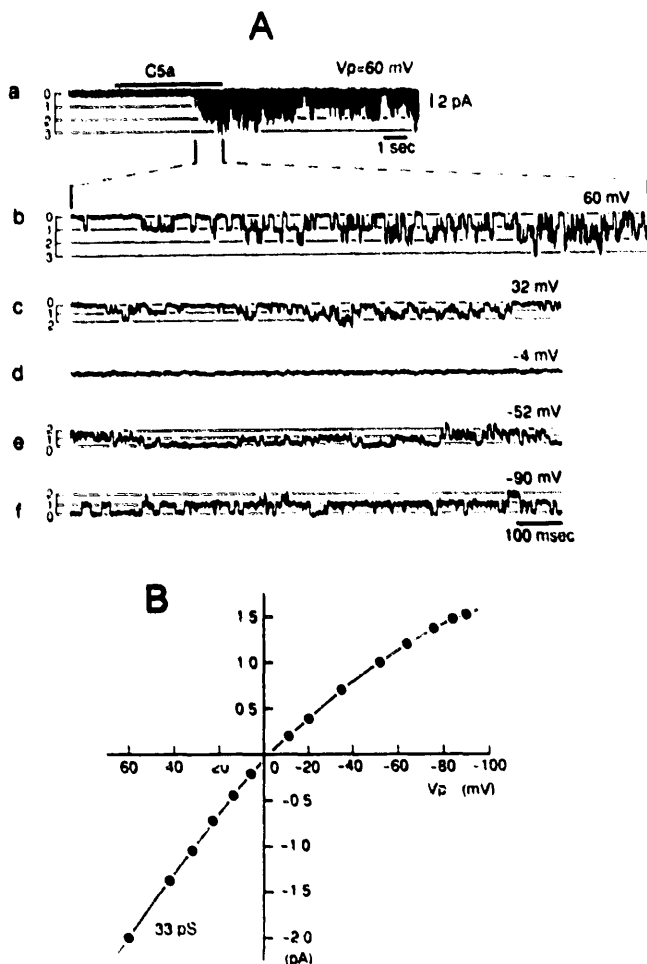 A
C5a
Vp=60 mV
a
0
1
2
3
2 pA
1 sec
b
0
1
2
3
60 mV
c
0
1
2
32 mV
d
-4 mV
e
2
1
0
-52 mV
f
2
1
0
-90 mV
100 msec
B
1.5
1.0
0.5
60 40 20 0 -20 -40 -60 -80 -100
Vp (mV)
-0.5
-1.0
-1.5
-2.0
33 pS
(pA)